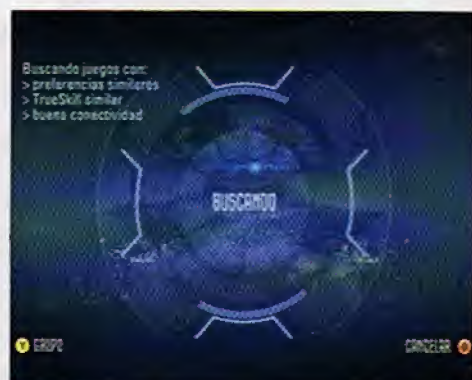 Buscando juegos con:
> preferencias similares
> TrueSkill similar
> buena conectividad
BUSCANDO
Y GRUPO
CANCELAR B